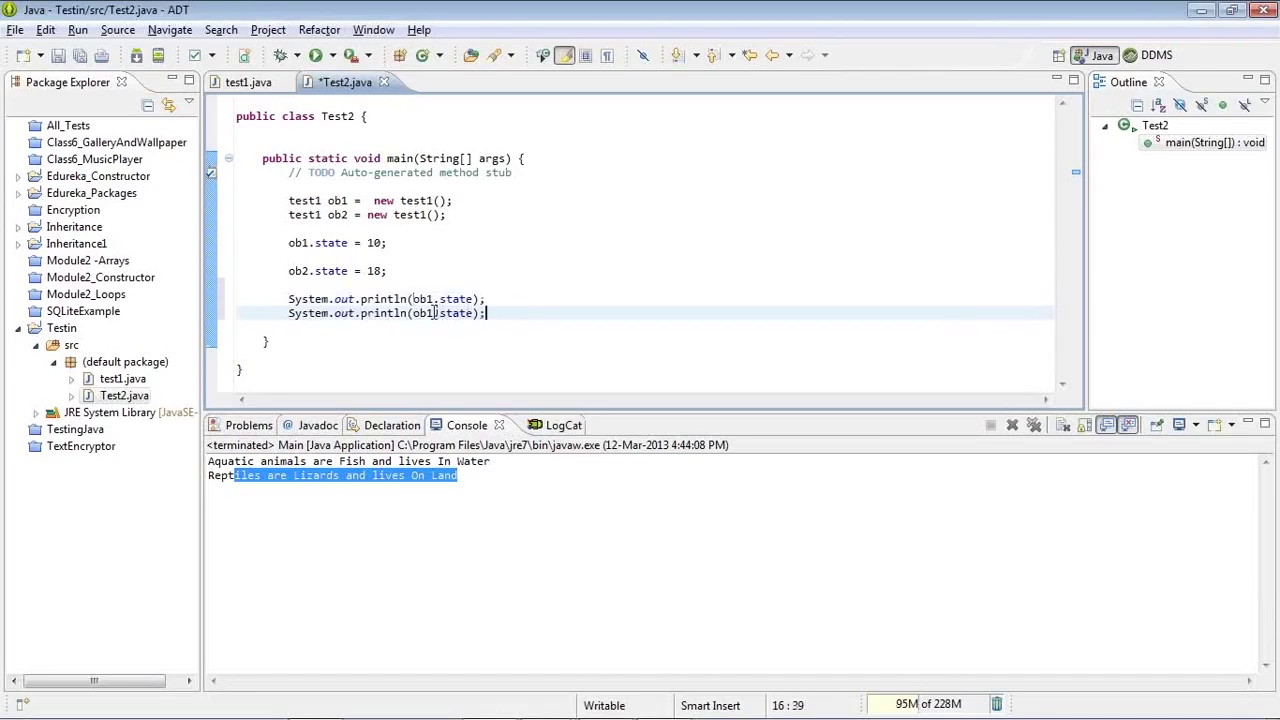 Java - Testin/src/Test2.java - ADT
File Edit Run Source Navigate Search Project Refactor Window Help
Java DDMS
Package Explorer
test1.java *Test2.java
Outline
All_Tests
Class6_GalleryAndWallpaper
Class6_MusicPlayer
Edureka_Constructor
Edureka_Packages
Encryption
Inheritance
Inheritance1
Module2 -Arrays
Module2_Constructor
Module2_Loops
SQLiteExample
Testin
src
(default package)
test1.java
Test2.java
JRE System Library [JavaSE-
TestingJava
TextEncryptor
public class Test2 {
public static void main(String[] args) {
// TODO Auto-generated method stub
test1 ob1 =  new test1();
test1 ob2 = new test1();
ob1.state = 10;
ob2.state = 18;
System.out.println(ob1.state);
System.out.println(ob1.state);
}
}
Test2
main(String[]) : void
Problems Javadoc Declaration Console LogCat
<terminated> Main [Java Application] C:\Program Files\Java\jre7\bin\javaw.exe (12-Mar-2013 4:44:08 PM)
Aquatic animals are Fish and lives In Water
Reptiles are Lizards and lives On Land
Writable Smart Insert 16 : 39 95M of 228M